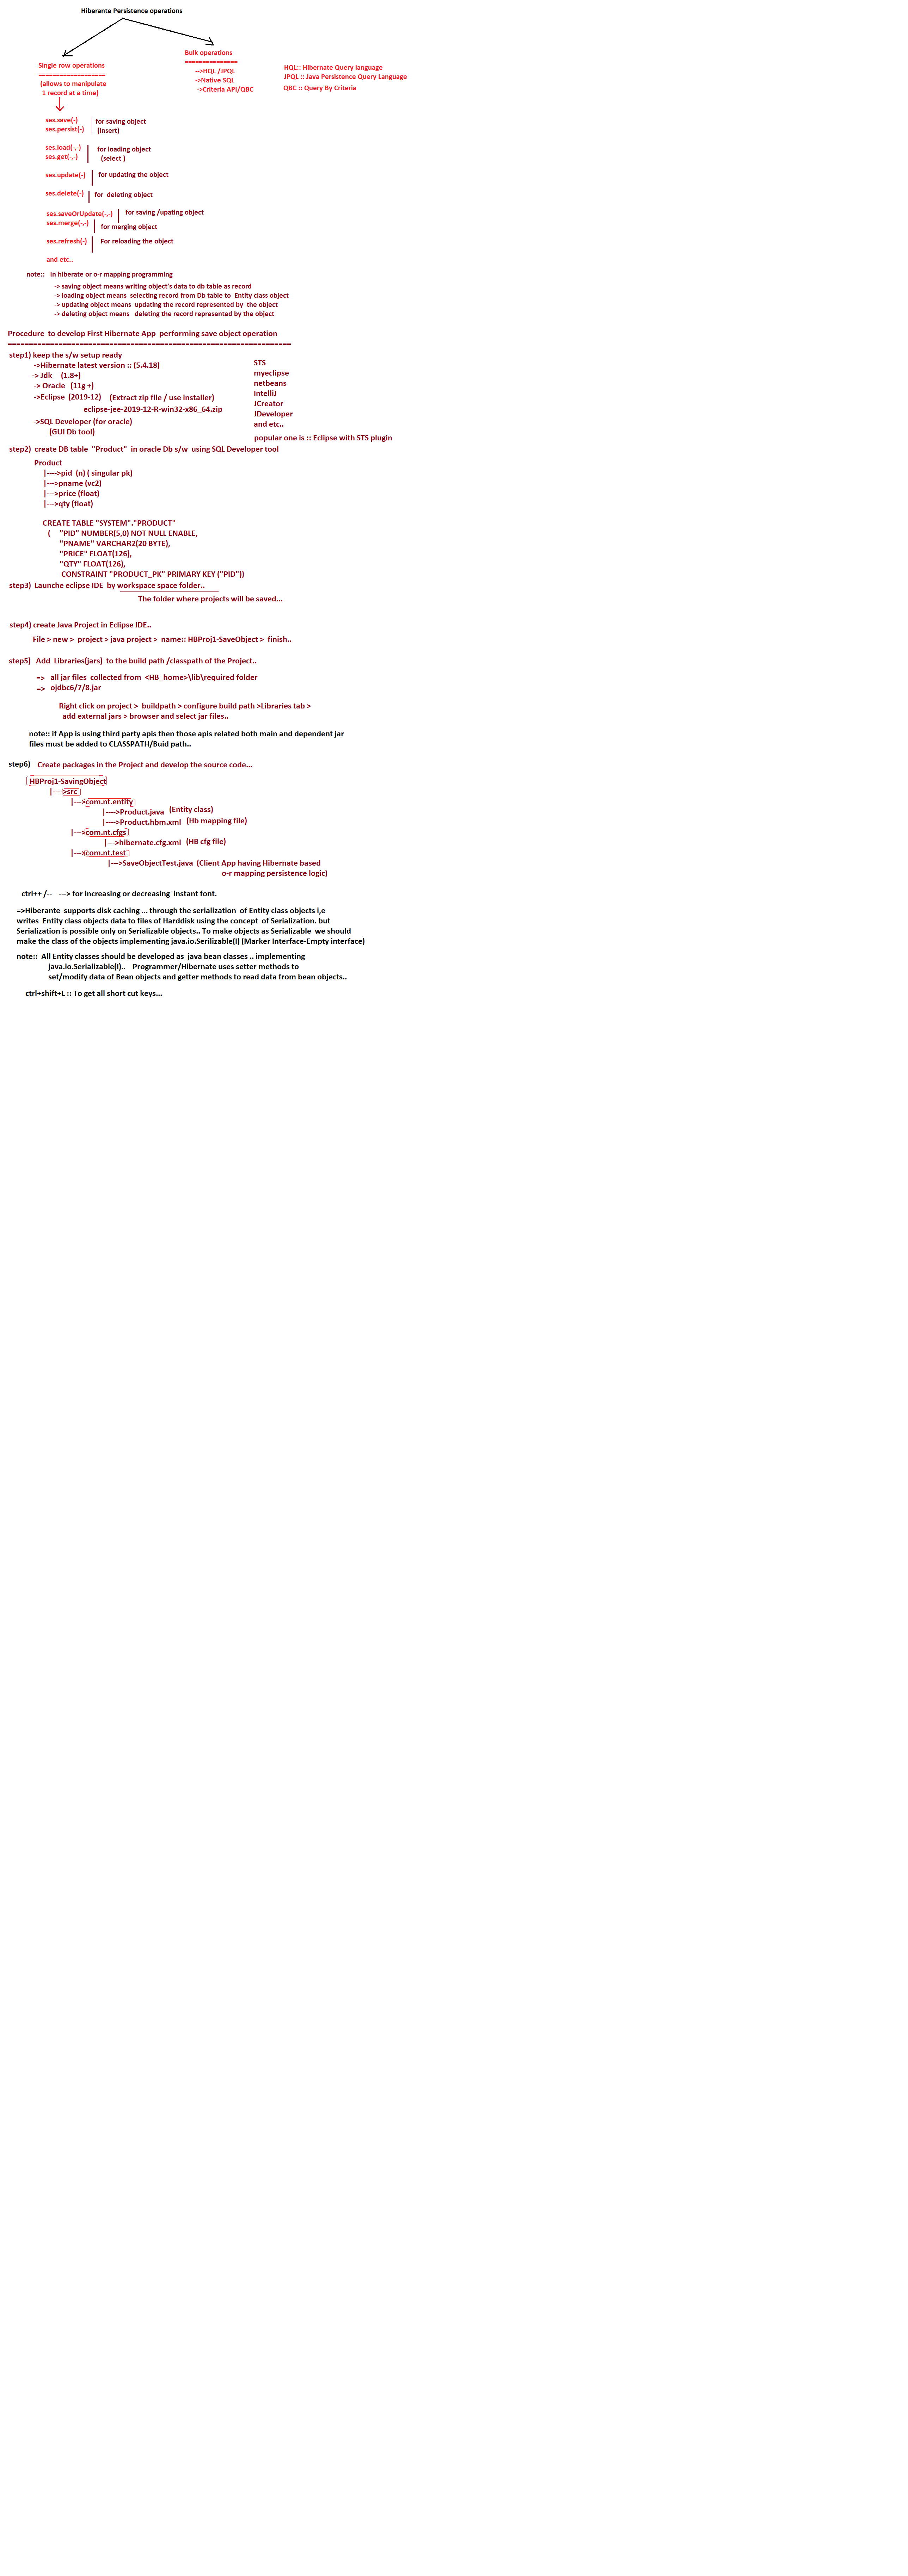 Hiberante Persistence operations
Single row operations
===================
(allows to manipulate
1 record at a time)
Bulk operations
===============
-->HQL /JPQL
->Native SQL
->Criteria API/QBC
HQL:: Hibernate Query language
JPQL :: Java Persistence Query Language
QBC :: Query By Criteria
ses.save(-)
ses.persist(-)
for saving object
(insert)
ses.load(-,-)
ses.get(-,-)
for loading object
(select )
ses.update(-)
for updating the object
ses.delete(-)
for deleting object
ses.saveOrUpdate(-,-)
for saving /upating object
ses.merge(-,-)
for merging object
ses.refresh(-)
For reloading the object
and etc..
note:: In hiberate or o-r mapping programming
-> saving object means writing object's data to db table as record
-> loading object means selecting record from Db table to Entity class object
-> updating object means updating the record represented by the object
-> deleting object means deleting the record represented by the object
Procedure to develop First Hibernate App performing save object operation
===================================================================
step1) keep the s/w setup ready
->Hibernate latest version :: (5.4.18)
-> Jdk (1.8+)
-> Oracle (11g +)
->Eclipse (2019-12) (Extract zip file / use installer)
eclipse-jee-2019-12-R-win32-x86_64.zip
->SQL Developer (for oracle)
(GUI Db tool)
STS
myeclipse
netbeans
IntelliJ
JCreator
JDeveloper
and etc..
popular one is :: Eclipse with STS plugin
step2) create DB table "Product" in oracle Db s/w using SQL Developer tool
Product
|---->pid (n) ( singular pk)
|--->pname (vc2)
|--->price (float)
|--->qty (float)
CREATE TABLE "SYSTEM"."PRODUCT"
( "PID" NUMBER(5,0) NOT NULL ENABLE,
"PNAME" VARCHAR2(20 BYTE),
"PRICE" FLOAT(126),
"QTY" FLOAT(126),
CONSTRAINT "PRODUCT_PK" PRIMARY KEY ("PID"))
step3) Launche eclipse IDE by workspace space folder..
The folder where projects will be saved...
step4) create Java Project in Eclipse IDE..
File > new > project > java project > name:: HBProj1-SaveObject > finish..
step5) Add Libraries(jars) to the build path /classpath of the Project..
=> all jar files collected from <HB_home>\lib\required folder
=> ojdbc6/7/8.jar
Right click on project > buildpath > configure build path >Libraries tab >
add external jars > browser and select jar files..
note:: if App is using third party apis then those apis related both main and dependent jar
files must be added to CLASSPATH/Buid path..
step6) Create packages in the Project and develop the source code...
HBProj1-SavingObject
|---->src
|--->com.nt.entity
|---->Product.java (Entity class)
|---->Product.hbm.xml (Hb mapping file)
|--->com.nt.cfgs
|--->hibernate.cfg.xml (HB cfg file)
|--->com.nt.test
|--->SaveObjectTest.java (Client App having Hibernate based
o-r mapping persistence logic)
ctrl++ /-- ---> for increasing or decreasing instant font.
=>Hiberante supports disk caching ... through the serialization of Entity class objects i,e
writes Entity class objects data to files of Harddisk using the concept of Serialization. but
Serialization is possible only on Serializable objects.. To make objects as Serializable we should
make the class of the objects implementing java.io.Serilizable(I) (Marker Interface-Empty interface)
note:: All Entity classes should be developed as java bean classes .. implementing
java.io.Serializable(I).. Programmer/Hibernate uses setter methods to
set/modify data of Bean objects and getter methods to read data from bean objects..
ctrl+shift+L :: To get all short cut keys...